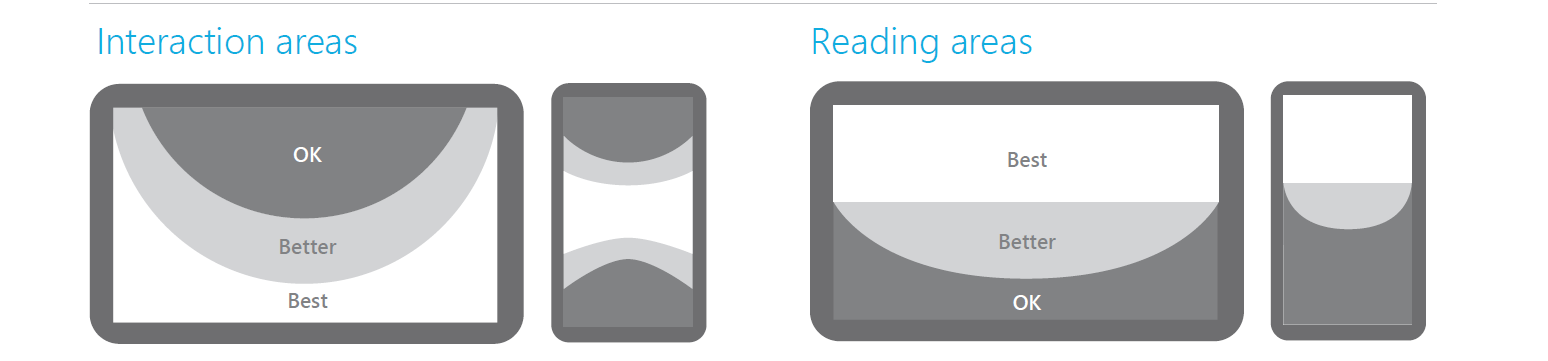 Interaction areas
OK
Better
Best
Reading areas
Best
Better
OK